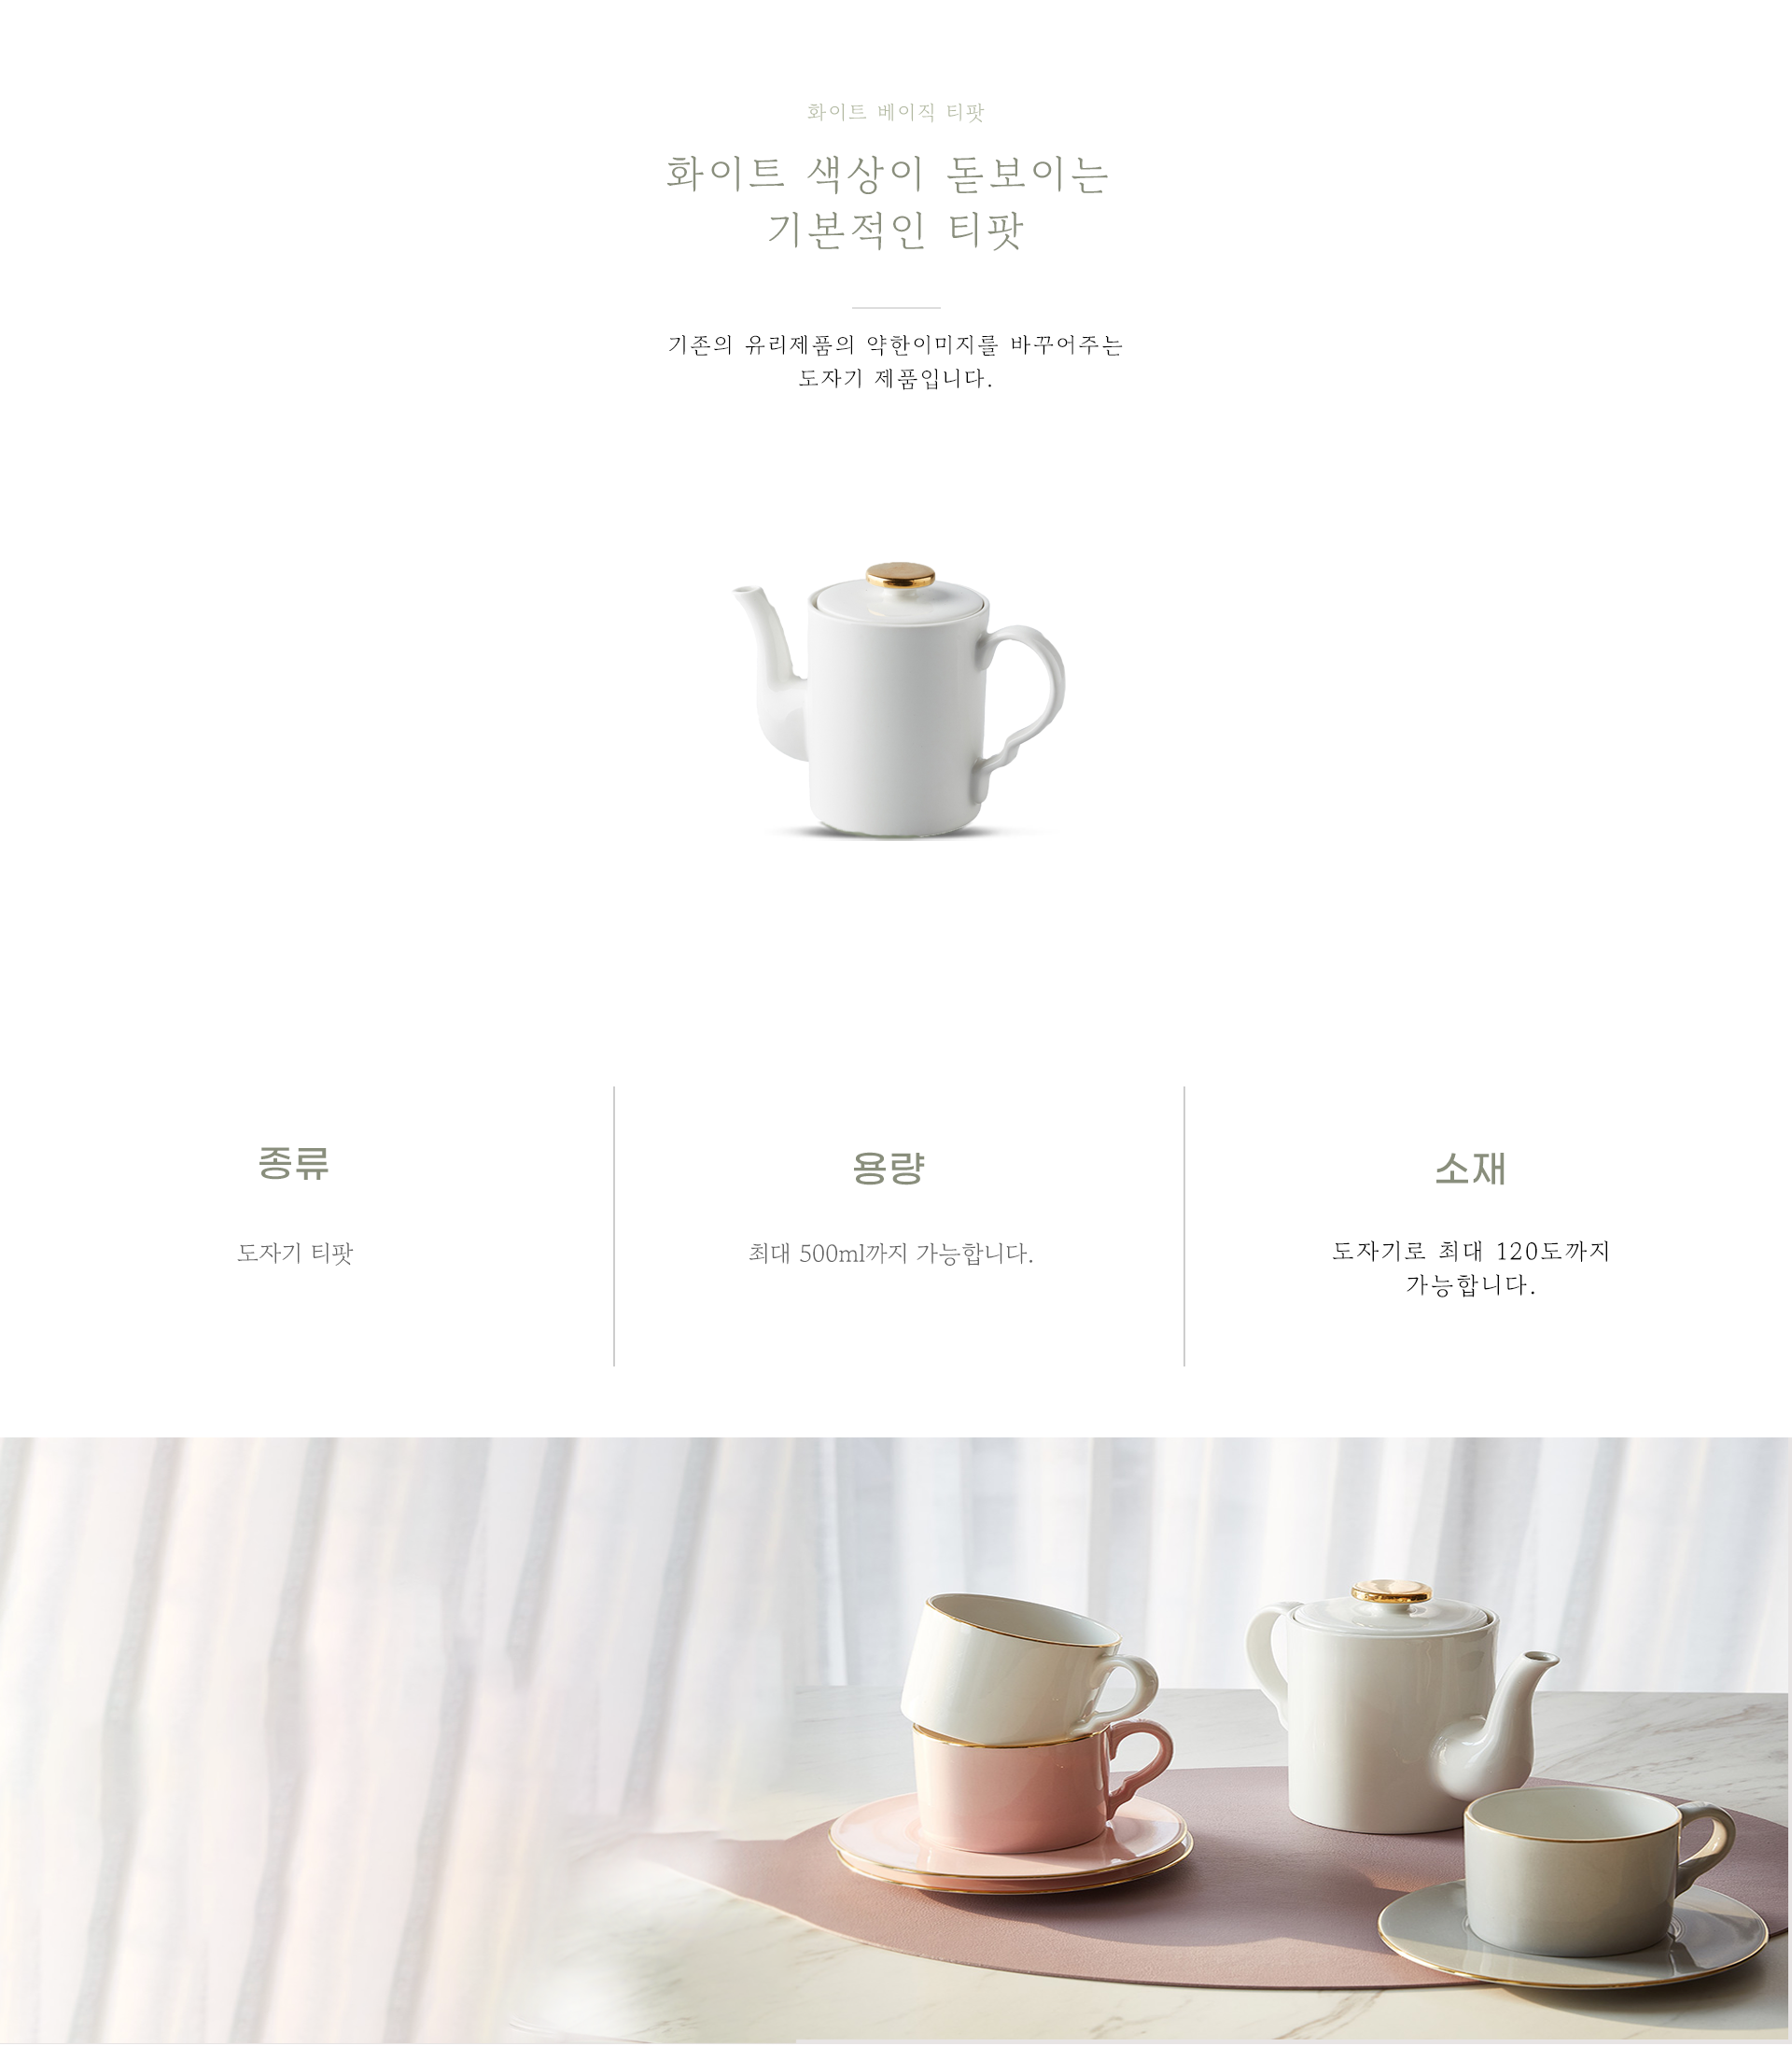 화이트 베이직 티팟
화이트 색상이 돋보이는
기본적인 티팟
기존의 유리제품의 약한이미지를 바꾸어주는
도자기 제품입니다.
종류
도자기 티팟
용량
최대 500ml까지 가능합니다.
소재
도자기로 최대 120도까지
가능합니다.